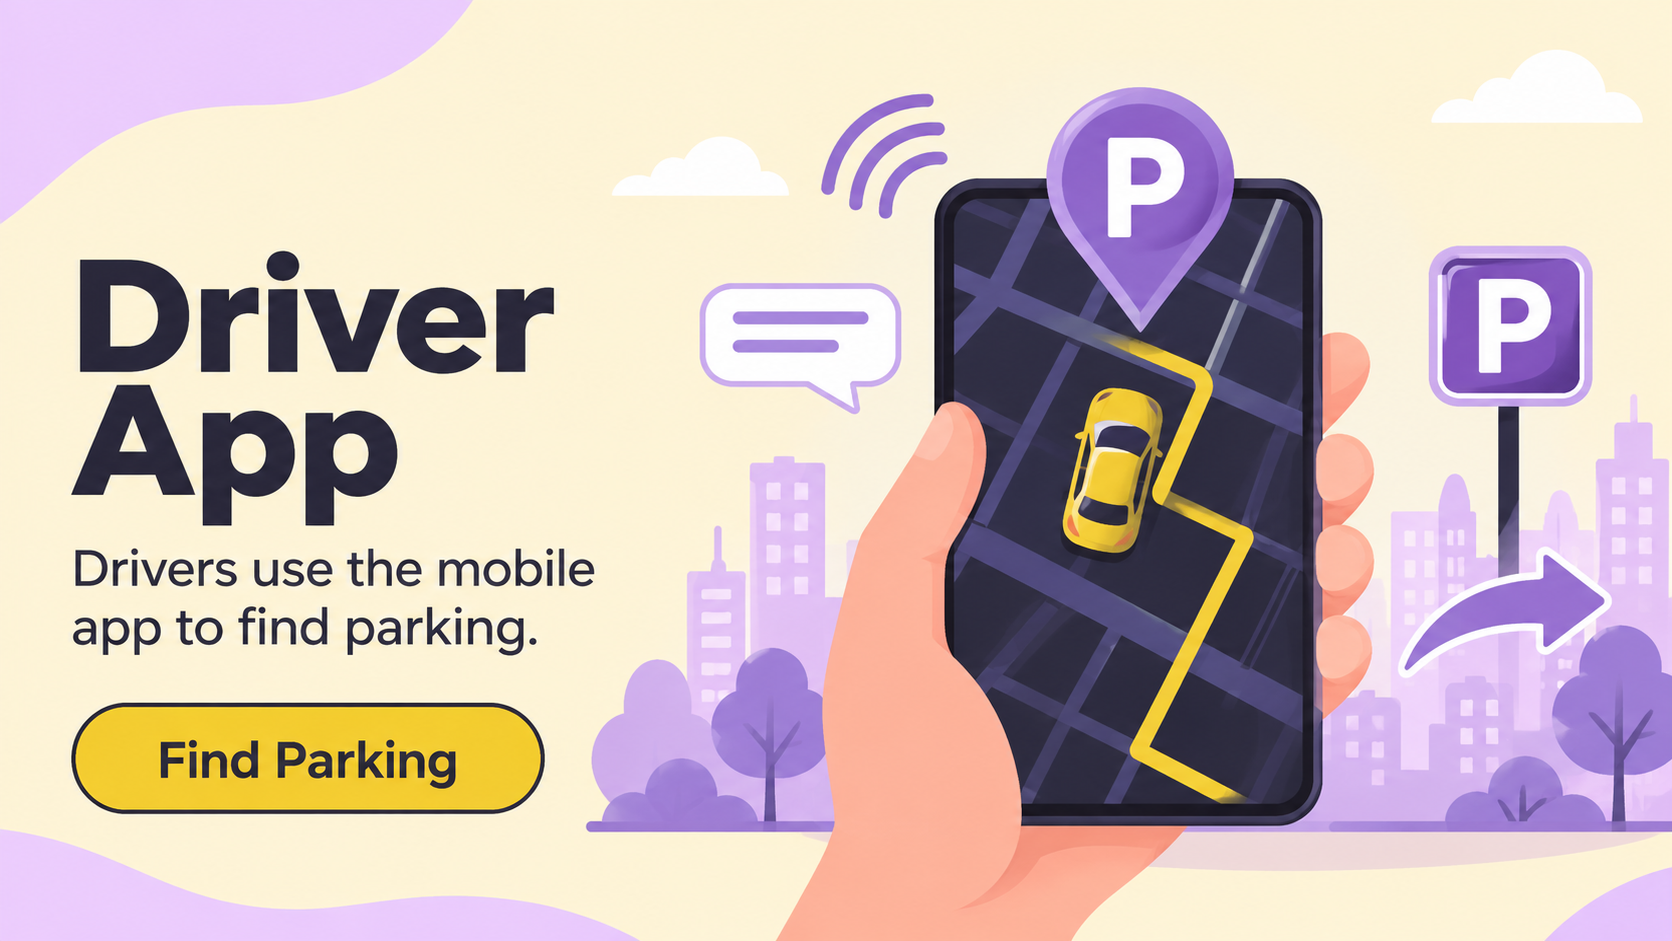 Driver
App
Drivers use the mobile
app to find parking.
Find Parking
P
P